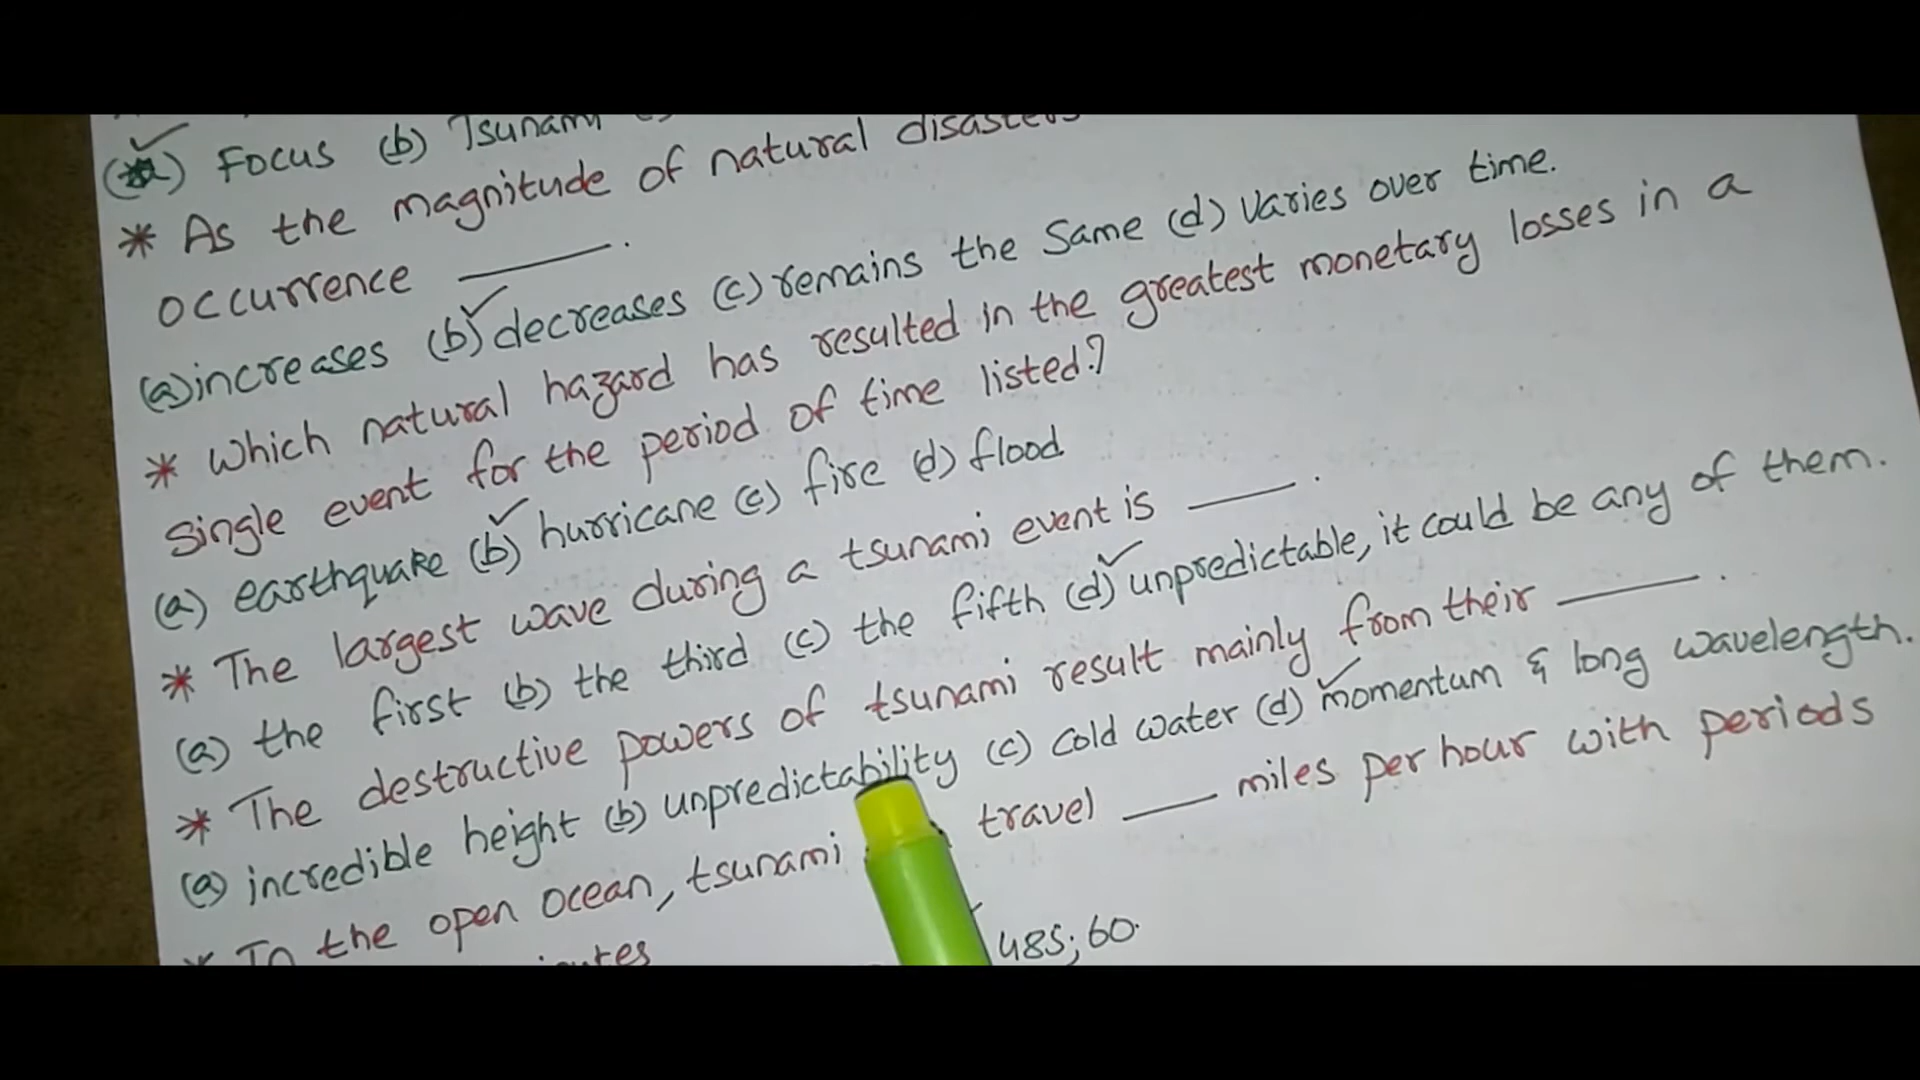 (a) Focus (b) Tsunami
* As the magnitude of natural disasters
occurrence ______.
(a) increases (b) decreases (c) remains the Same (d) varies over time.
* Which natural hazard has resulted in the greatest monetary losses in a
Single event for the period of time listed?
(a) earthquake (b) hurricane (c) fire (d) flood
* The largest wave during a tsunami event is ______.
(a) the first (b) the third (c) the fifth (d) unpredictable, it could be any of them.
* The destructive powers of tsunami result mainly from their ______.
(a) incredible height (b) unpredictability (c) cold water (d) momentum & long wavelength.
* In the open ocean, tsunami travel ____ miles per hour with periods
485; 60.